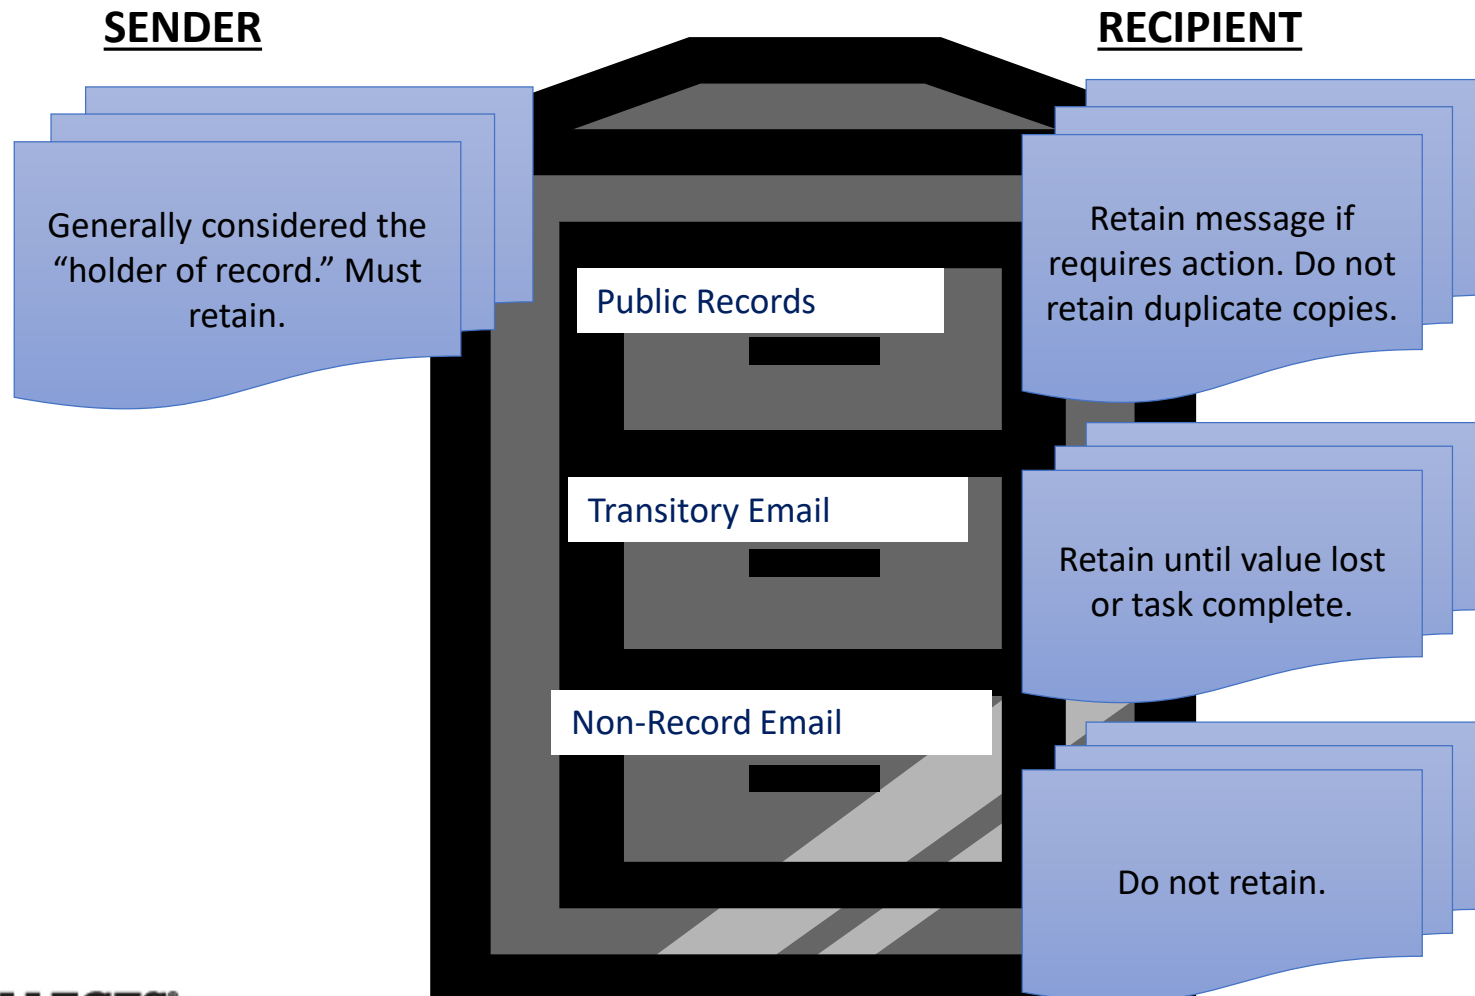 SENDER
RECIPIENT
Generally considered the
“holder of record.” Must
retain.
Public Records
Retain message if
requires action. Do not
retain duplicate copies.
Transitory Email
Retain until value lost
or task complete.
Non-Record Email
Do not retain.